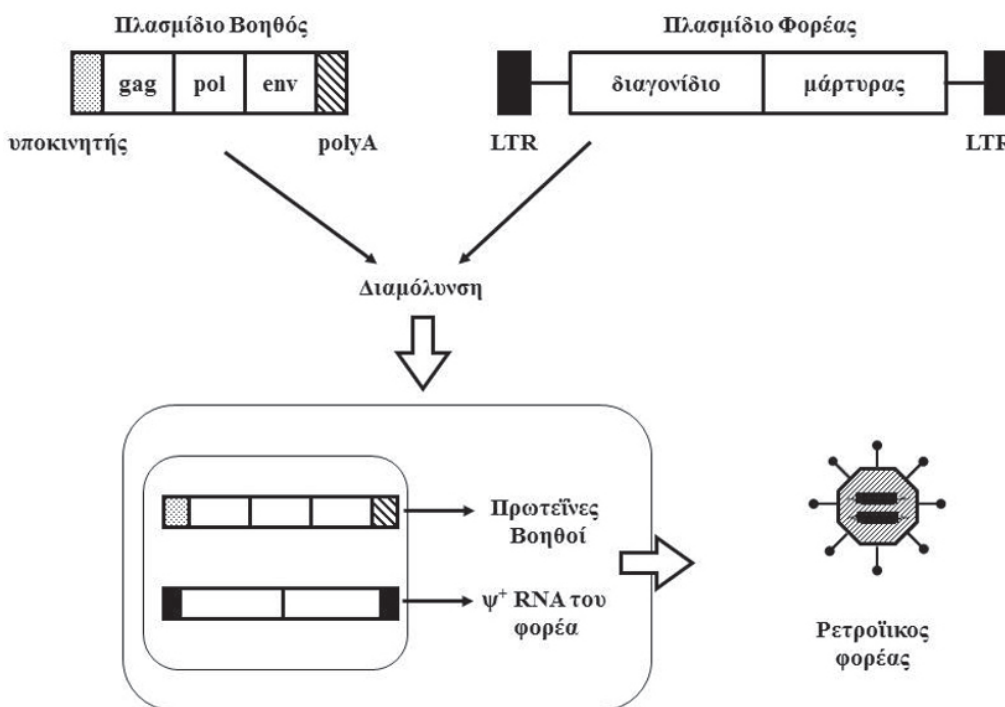 Πλασμίδιο Βοηθός
Πλασμίδιο Φορέας
gag pol env
διαγονίδιο μάρτυρας
υποκινητής polyA
LTR LTR
Διαμόλυνση
Πρωτεΐνες
Βοηθοί
ψ+ RNA του
φορέα
Ρετροϊικος
φορέας